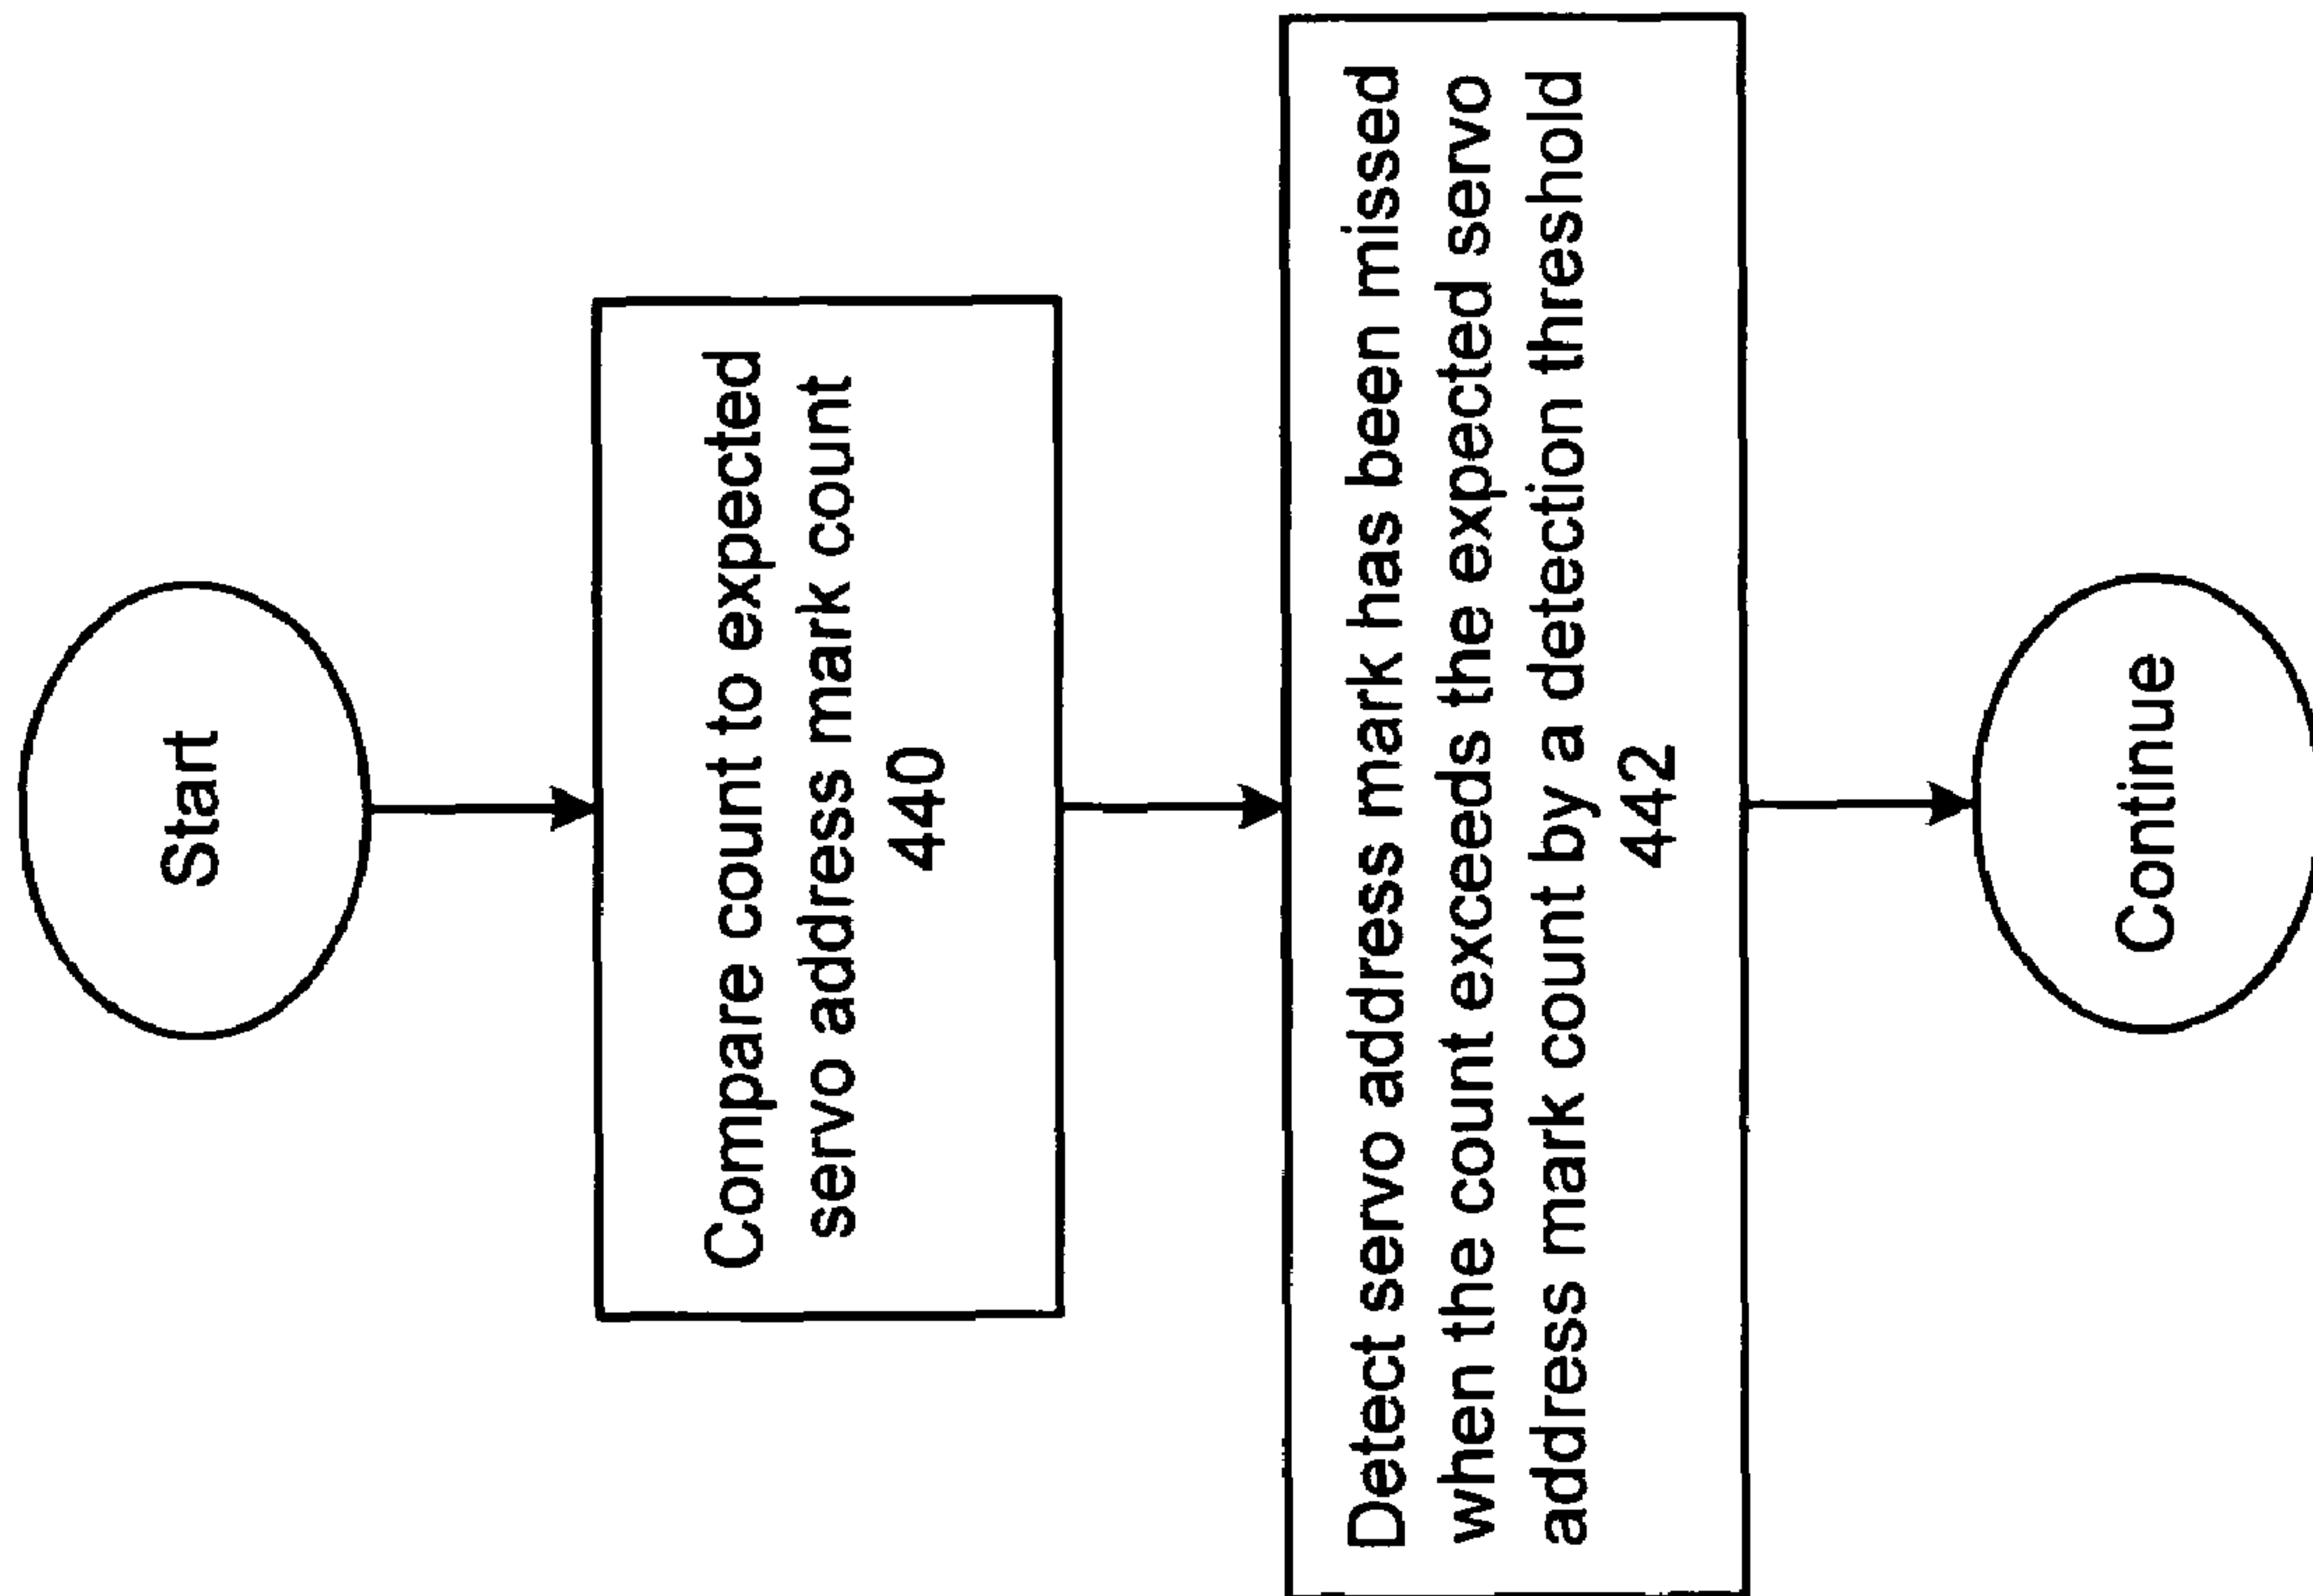 Start
Compare count to expected
servo address mark count
440
Detect servo address mark has been missed
when the count exceeds the expected servo
address mark count by a detection threshold
442
Continue